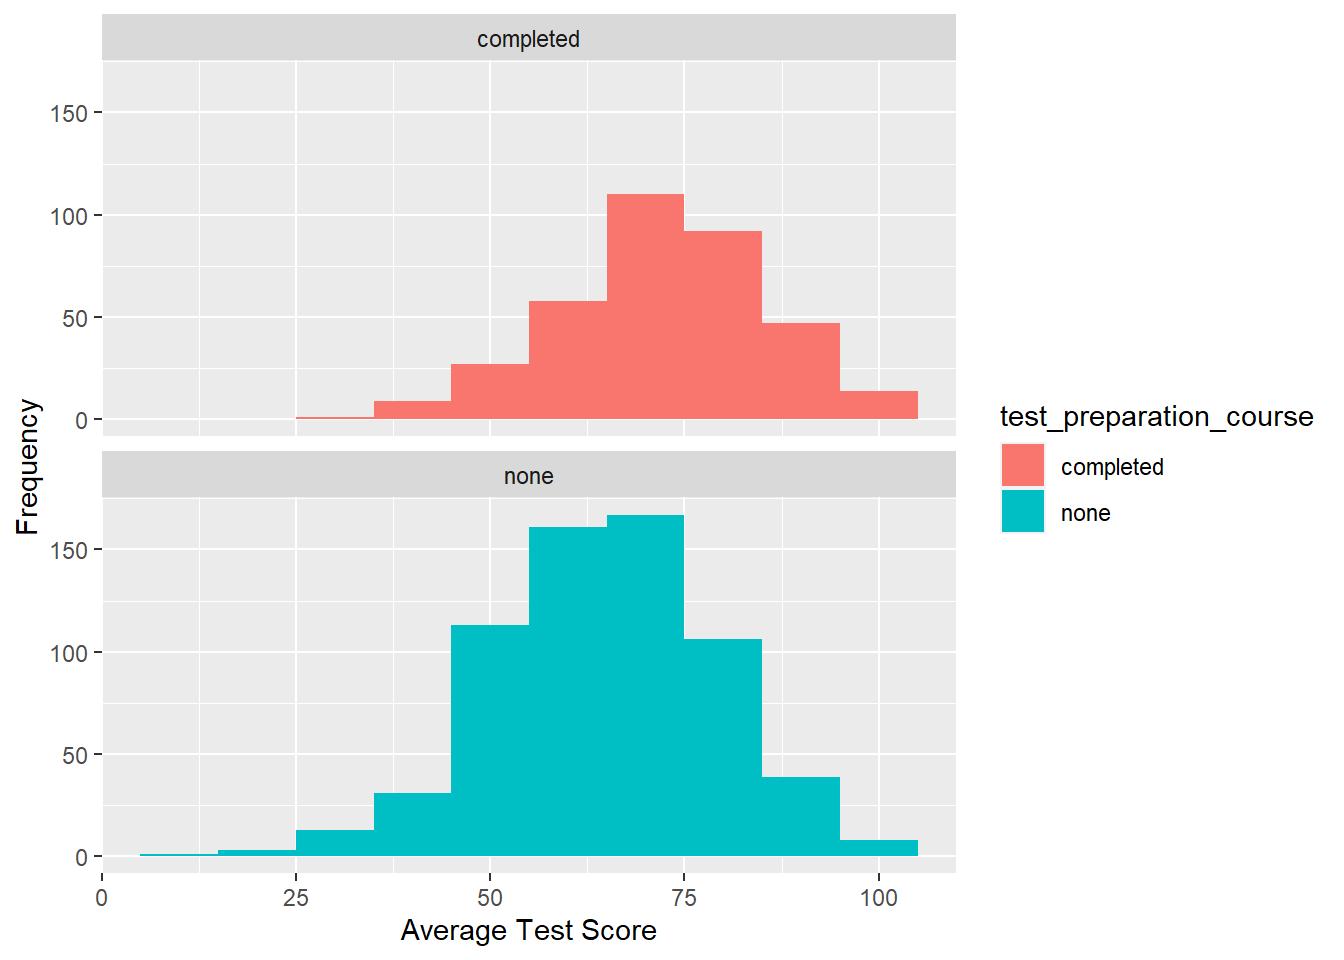 completed
150
100
50
0
none
150
100
50
0
0 25 50 75 100
Average Test Score
Frequency
test_preparation_course
completed
none